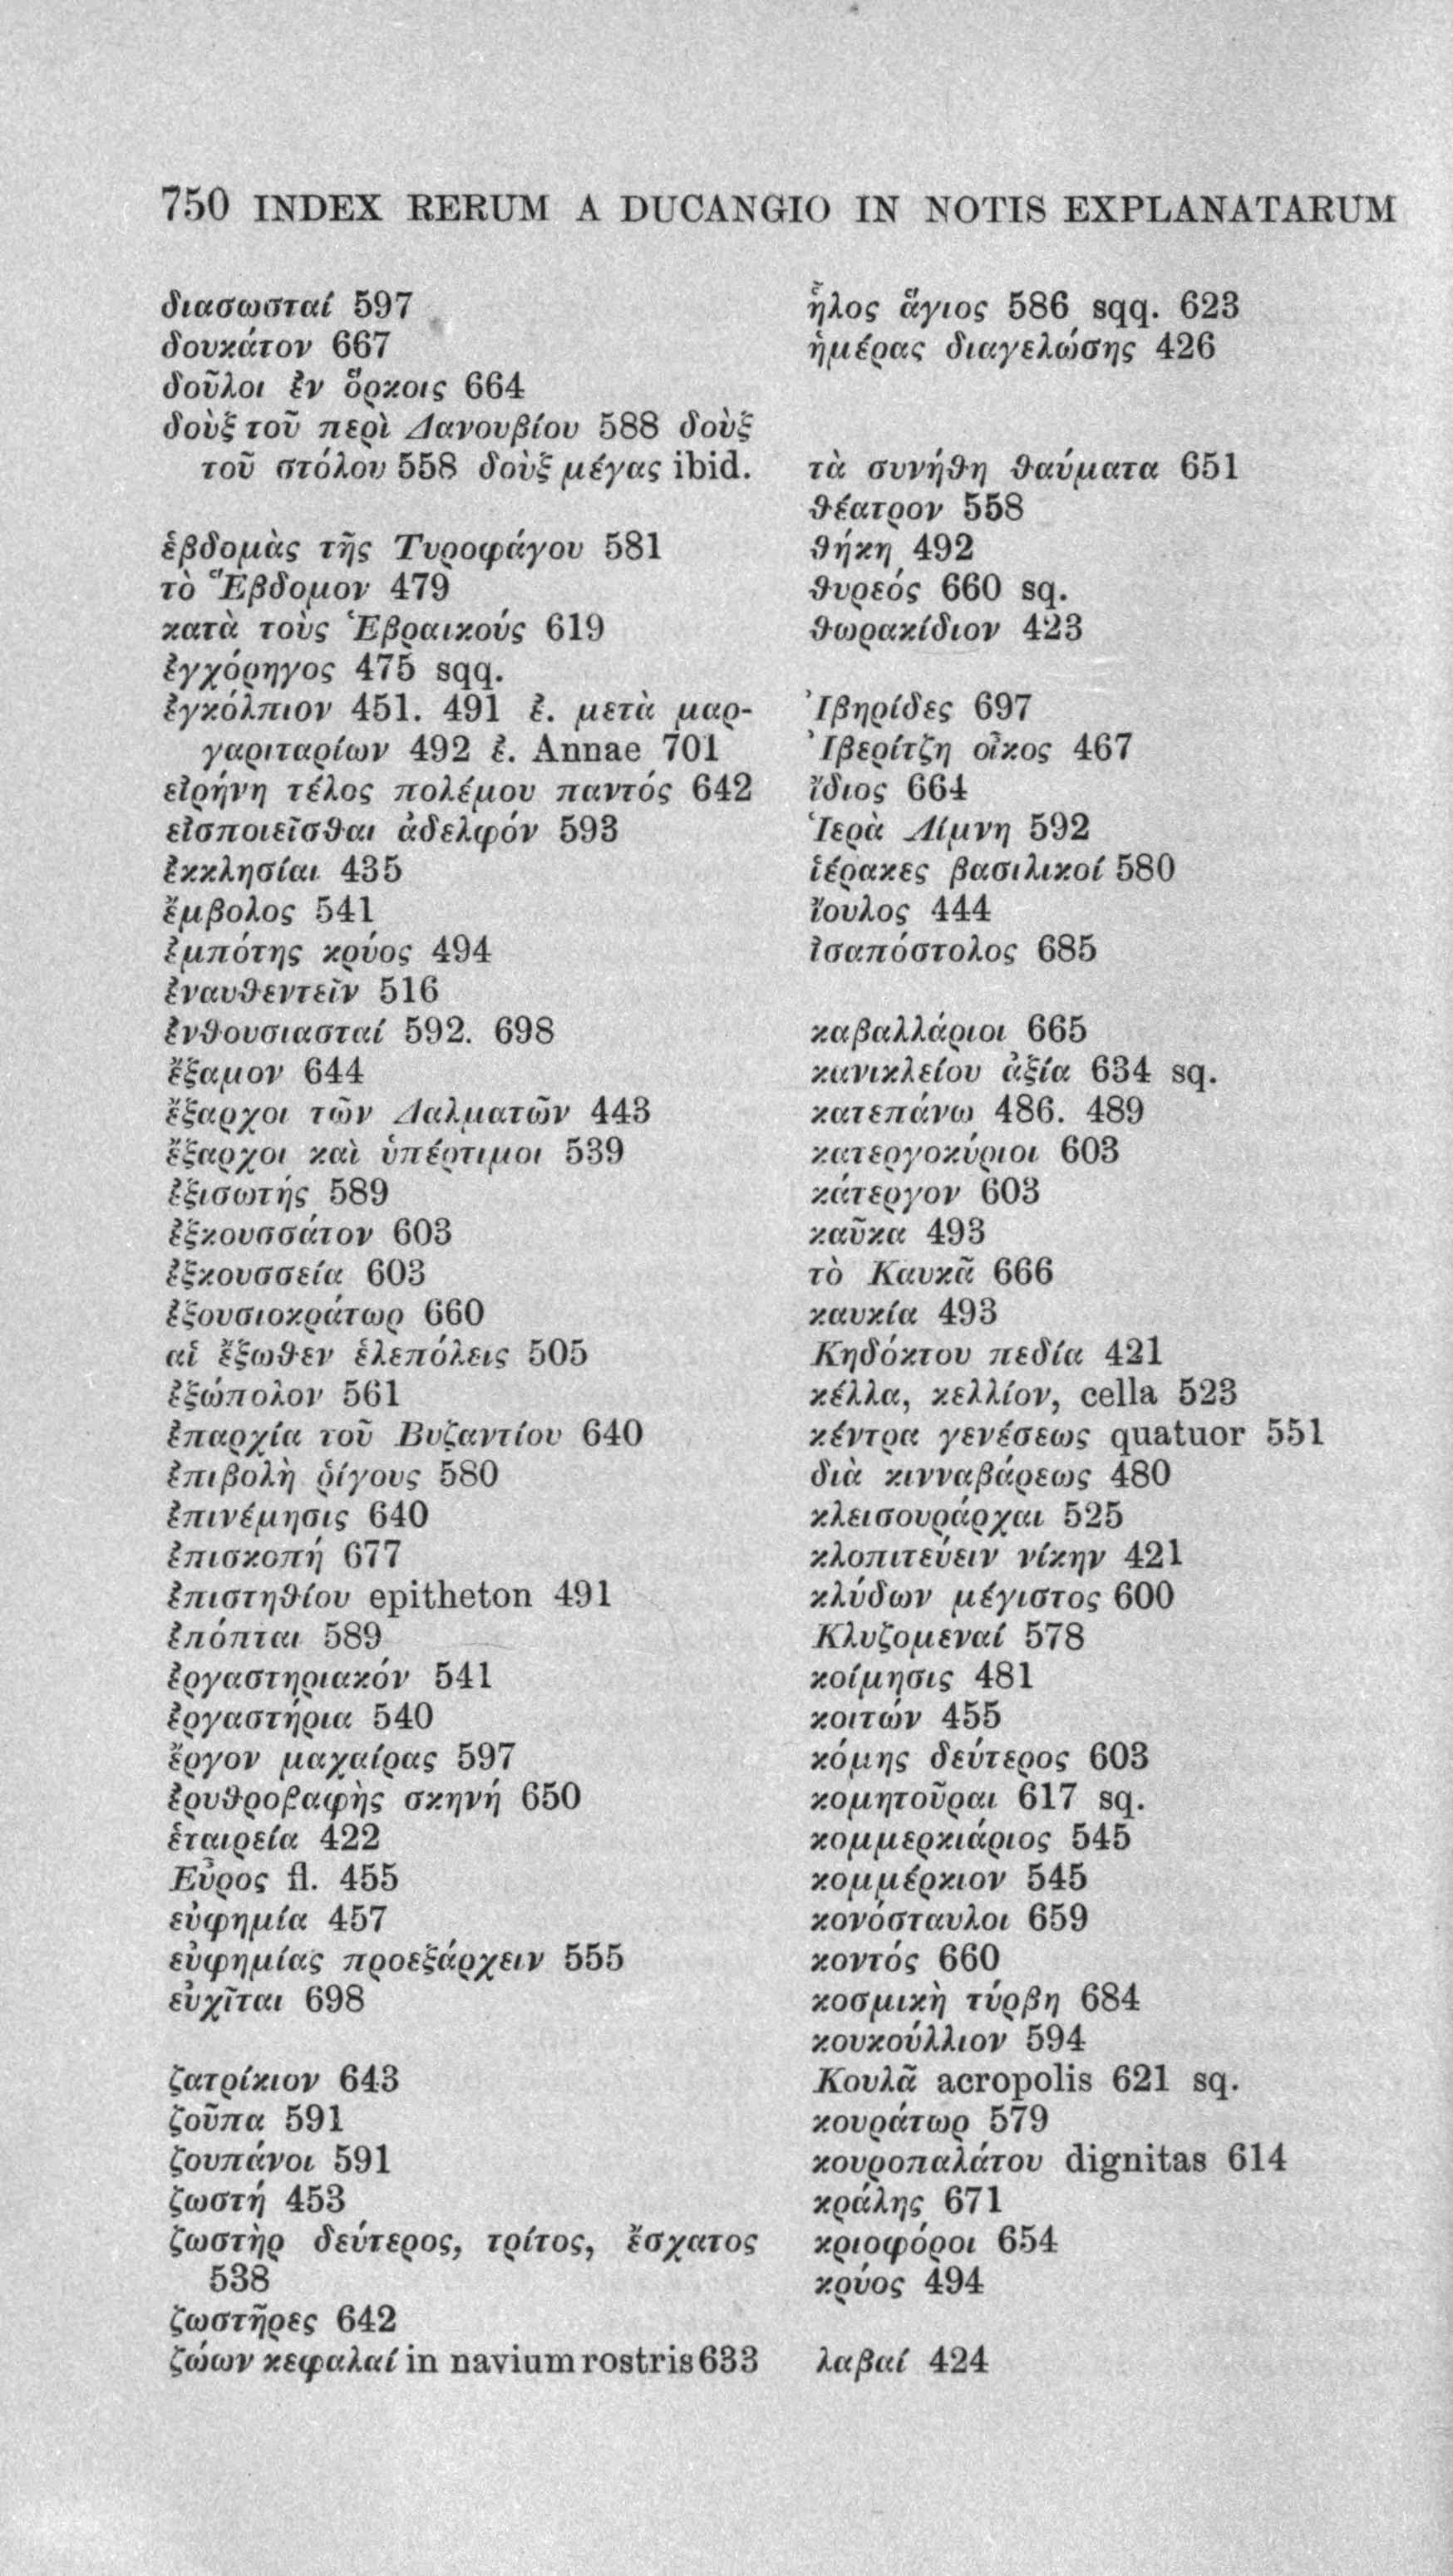 750 INDEX RERUM A DUCANGIO IN NOTIS EXPLANATARUM
διασωσταί 597
δουκάτον 667
δοῦλοι ἐν ὅρκοις 664
δοὺξ τοῦ περὶ Δανουβίου 588 δοὺξ
τοῦ στόλου 558 δοὺξ μέγας ibid.
ἑβδομὰς τῆς Τυροφάγου 581
τὸ Ἕβδομον 479
κατὰ τοὺς Ἑβραικούς 619
ἐγχόρηγος 475 sqq.
ἐγκόλπιον 451. 491 ἐ. μετὰ μαρ-
γαριταρίων 492 ἐ. Annae 701
εἰρήνη τέλος πολέμου παντός 642
εἰσποιεῖσθαι ἀδελφόν 593
ἐκκλησίαι 435
ἔμβολος 541
ἐμπότης κρύος 494
ἐναυθεντεῖν 516
ἐνθουσιασταί 592. 698
ἔξαμον 644
ἔξαρχοι τῶν Δαλματῶν 443
ἔξαρχοι καὶ ὑπέρτιμοι 539
ἐξισωτής 589
ἐξκουσσάτον 603
ἐξκουσσεία 603
ἐξουσιοκράτωρ 660
αἱ ἔξωθεν ἑλεπόλεις 505
ἐξώπολον 561
ἐπαρχία τοῦ Βυζαντίου 640
ἐπιβολὴ ῥίγους 580
ἐπινέμησις 640
ἐπισκοπή 677
ἐπιστηθίου epitheton 491
ἐπόπται 589
ἐργαστηριακόν 541
ἐργαστήρια 540
ἔργον μαχαίρας 597
ἐρυθροβαφὴς σκηνή 650
ἑταιρεία 422
Εὖρος fl. 455
εὐφημία 457
εὐφημίας προεξάρχειν 555
εὐχῖται 698
ζατρίκιον 643
ζοῦπα 591
ζουπάνοι 591
ζωστή 453
ζωστὴρ δεύτερος, τρίτος, ἔσχατος
538
ζωστῆρες 642
ζώων κεφαλαί in navium rostris 633
ἧλος ἅγιος 586 sqq. 623
ἡμέρας διαγελώσης 426
τὰ συνήθη θαύματα 651
θέατρον 558
θήκη 492
θυρεός 660 sq.
θωρακίδιον 423
Ἰβηρίδες 697
Ἰβερίτζη οἶκος 467
ἴδιος 664
Ἱερὰ Λίμνη 592
ἱέρακες βασιλικοί 580
ἴουλος 444
ἰσαπόστολος 685
καβαλλάριοι 665
κανικλείου ἀξία 634 sq.
κατεπάνω 486. 489
κατεργοκύριοι 603
κάτεργον 603
καῦκα 493
τὸ Καυκᾶ 666
καυκία 493
Κηδόκτου πεδία 421
κέλλα, κελλίον, cella 523
κέντρα γενέσεως quatuor 551
διὰ κινναβάρεως 480
κλεισουράρχαι 525
κλοπιτεύειν νίκην 421
κλύδων μέγιστος 600
Κλυζομεναί 578
κοίμησις 481
κοιτών 455
κόμης δεύτερος 603
κομητοῦραι 617 sq.
κομμερκιάριος 545
κομμέρκιον 545
κονόσταυλοι 659
κοντός 660
κοσμικὴ τύρβη 684
κουκούλλιον 594
Κουλᾶ acropolis 621 sq.
κουράτωρ 579
κουροπαλάτου dignitas 614
κράλης 671
κριοφόροι 654
κρύος 494
λαβαί 424